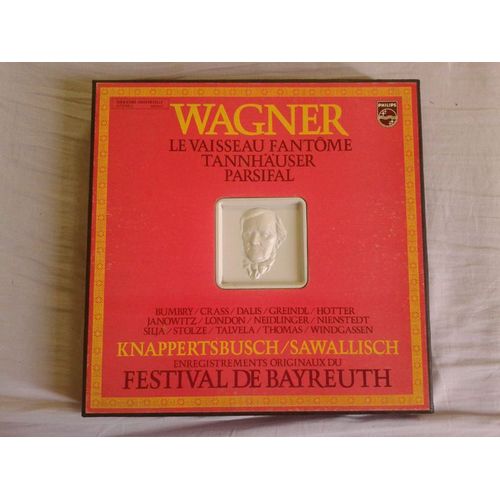 WAGNER
PHILIPS
LE VAISSEAU FANTÔME
TANNHÄUSER
PARSIFAL
BUMBRY/CRASS/DALIS/GREINDL/HOTTER
JANOWITZ/LONDON/NEIDLINGER/NIENSTEDT
SILJA/STOLZE/TALVELA/THOMAS/WINDGASSEN
KNAPPERTSBUSCH/SAWALLISCH
ENREGISTREMENTS ORIGINAUX DU
FESTIVAL DE BAYREUTH